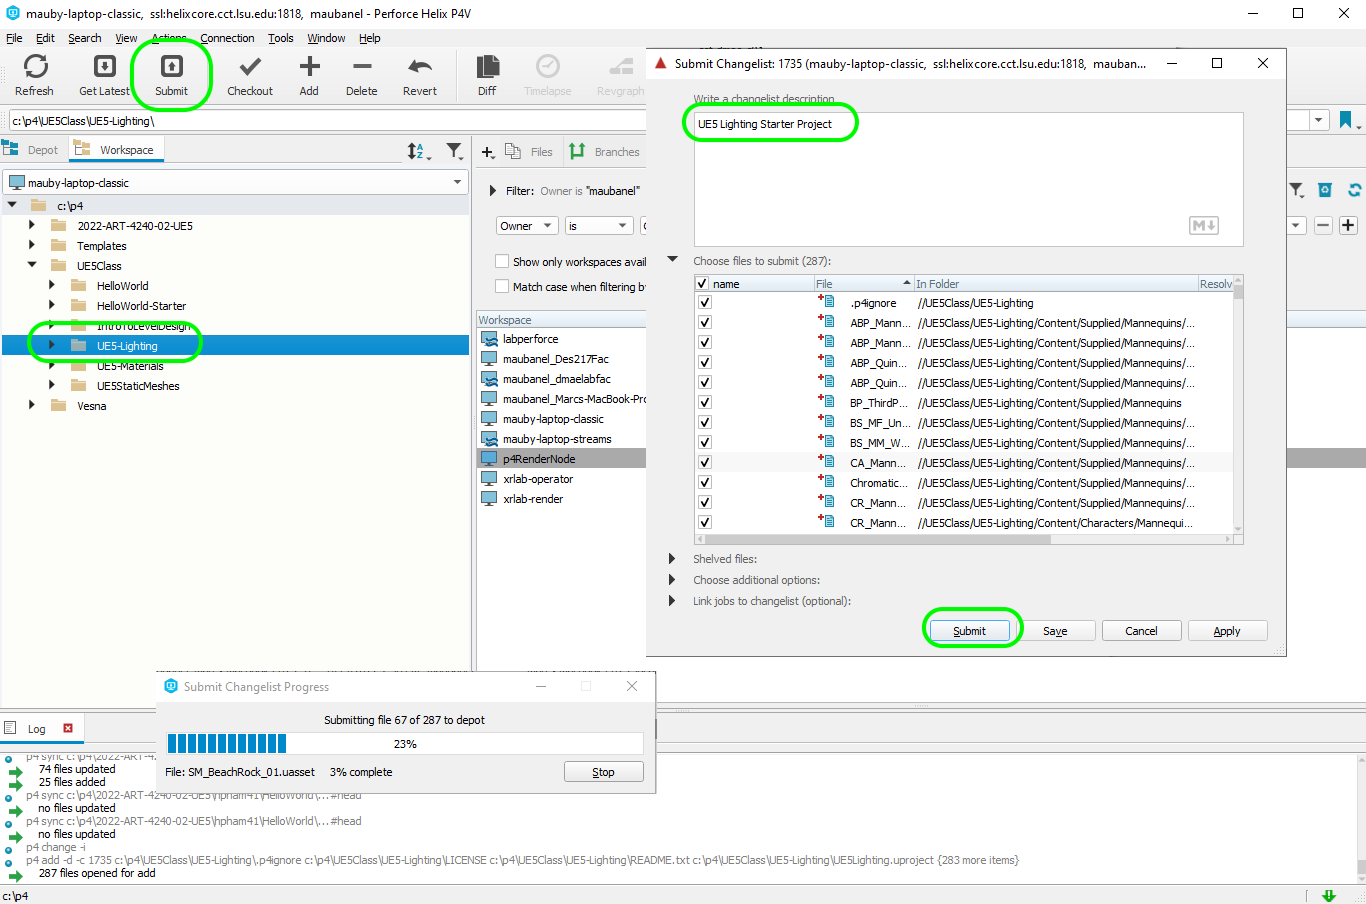 mauby-laptop-classic, ssl:helixcore.cct.lsu.edu:1818, maubanel - Perforce Helix P4V
File Edit Search View Actions Connection Tools Window Help
Refresh Get Latest Submit Checkout Add Delete Revert Diff Timelapse Revgraph
c:\p4\UE5Class\UE5-Lighting\
Depot Workspace
mauby-laptop-classic
c:\p4
2022-ART-4240-02-UE5
Templates
UE5Class
HelloWorld
HelloWorld-Starter
IntroToLevelDesign
UE5-Lighting
UE5-Materials
UE5StaticMeshes
Vesna
Files Branches
Filter: Owner is "maubanel"
Owner is
Show only workspaces avail
Match case when filtering by
Workspace
labperforce
maubanel_Des217Fac
maubanel_dmaelabfac
maubanel_Marcs-MacBook-Pro
mauby-laptop-classic
mauby-laptop-streams
p4RenderNode
xrlab-operator
xrlab-render
Submit Changelist: 1735 (mauby-laptop-classic, ssl:helixcore.cct.lsu.edu:1818, mauban...
Write a changelist description
UE5 Lighting Starter Project
M
Choose files to submit (287):
name File In Folder Resolv
.p4ignore //UE5Class/UE5-Lighting
ABP_Mann... //UE5Class/UE5-Lighting/Content/Supplied/Mannequins/...
ABP_Mann... //UE5Class/UE5-Lighting/Content/Supplied/Mannequins/...
ABP_Quin... //UE5Class/UE5-Lighting/Content/Supplied/Mannequins/...
ABP_Quin... //UE5Class/UE5-Lighting/Content/Supplied/Mannequins/...
BP_ThirdP... //UE5Class/UE5-Lighting/Content/Supplied/Mannequins
BS_MF_Un... //UE5Class/UE5-Lighting/Content/Supplied/Mannequins/...
BS_MM_W... //UE5Class/UE5-Lighting/Content/Supplied/Mannequins/...
CA_Mann... //UE5Class/UE5-Lighting/Content/Supplied/Mannequins/...
Chromatic... //UE5Class/UE5-Lighting/Content/Supplied/Mannequins/...
CR_Mann... //UE5Class/UE5-Lighting/Content/Supplied/Mannequins/...
CR_Mann... //UE5Class/UE5-Lighting/Content/Characters/Mannequi...
Shelved files:
Choose additional options:
Link jobs to changelist (optional):
Submit Save Cancel Apply
Submit Changelist Progress
Submitting file 67 of 287 to depot
23%
File: SM_BeachRock_01.uasset 3% complete
Stop
Log
p4 sync c:\p4\2022-ART-4
74 files updated
25 files added
p4 sync c:\p4\2022-ART-4240-02-UE5\hpham41\HelloWorld\...#head
no files updated
p4 sync c:\p4\2022-ART-4240-02-UE5\hpham41\HelloWorld\...#head
no files updated
p4 change -i
p4 add -d -c 1735 c:\p4\UE5Class\UE5-Lighting\.p4ignore c:\p4\UE5Class\UE5-Lighting\LICENSE c:\p4\UE5Class\UE5-Lighting\README.txt c:\p4\UE5Class\UE5-Lighting\UE5Lighting.uproject {283 more items}
287 files opened for add
c:\p4